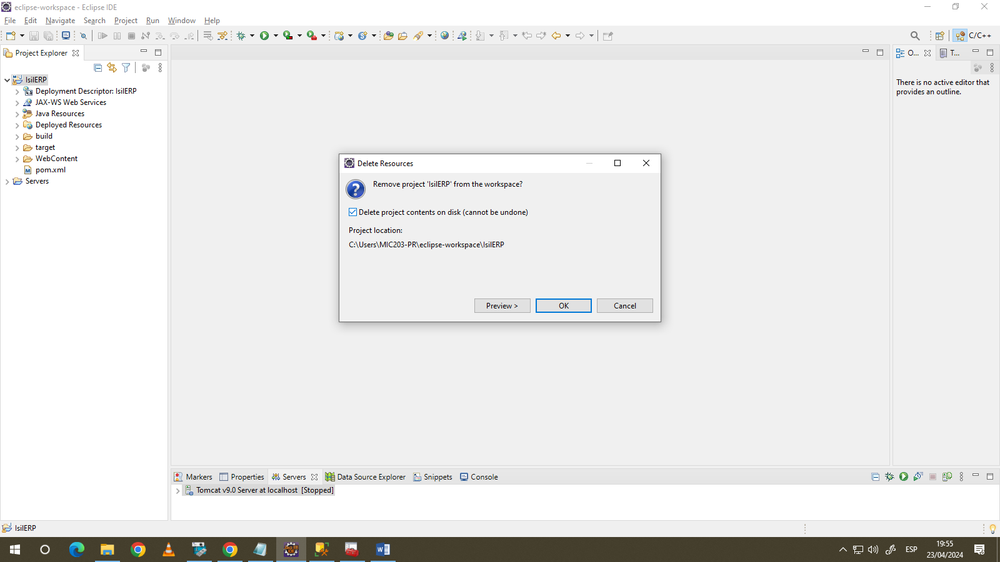 eclipse-workspace - Eclipse IDE
File Edit Navigate Search Project Run Window Help
C/C++
Project Explorer
O...
T...
IsilERP
Deployment Descriptor: IsilERP
JAX-WS Web Services
Java Resources
Deployed Resources
build
target
WebContent
pom.xml
Servers
There is no active editor that
provides an outline.
Delete Resources
Remove project 'IsilERP' from the workspace?
Delete project contents on disk (cannot be undone)
Project location:
C:\Users\MIC203-PR\eclipse-workspace\IsilERP
Preview > OK Cancel
Markers Properties Servers Data Source Explorer Snippets Console
Tomcat v9.0 Server at localhost [Stopped]
IsilERP
ESP
19:55
23/04/2024